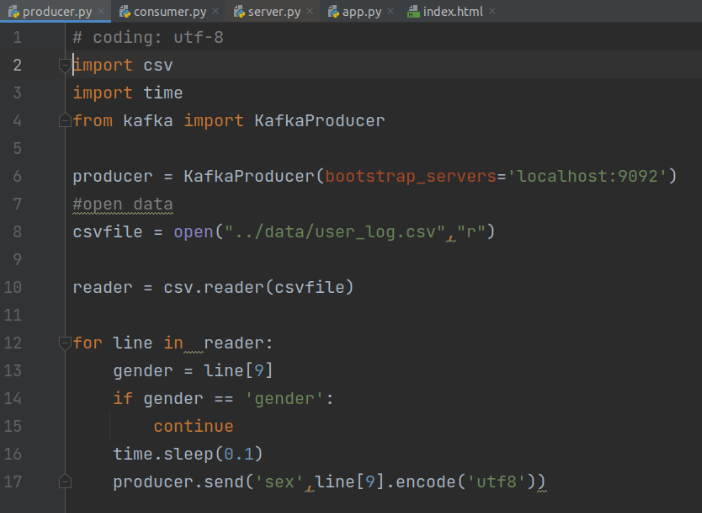 producer.py × consumer.py × server.py × app.py × index.html ×
1 # coding: utf-8
2 import csv
3 import time
4 from kafka import KafkaProducer
5
6 producer = KafkaProducer(bootstrap_servers='localhost:9092')
7 #open data
8 csvfile = open("../data/user_log.csv","r")
9
10 reader = csv.reader(csvfile)
11
12 for line in  reader:
13     gender = line[9]
14     if gender == 'gender':
15         continue
16     time.sleep(0.1)
17     producer.send('sex',line[9].encode('utf8'))